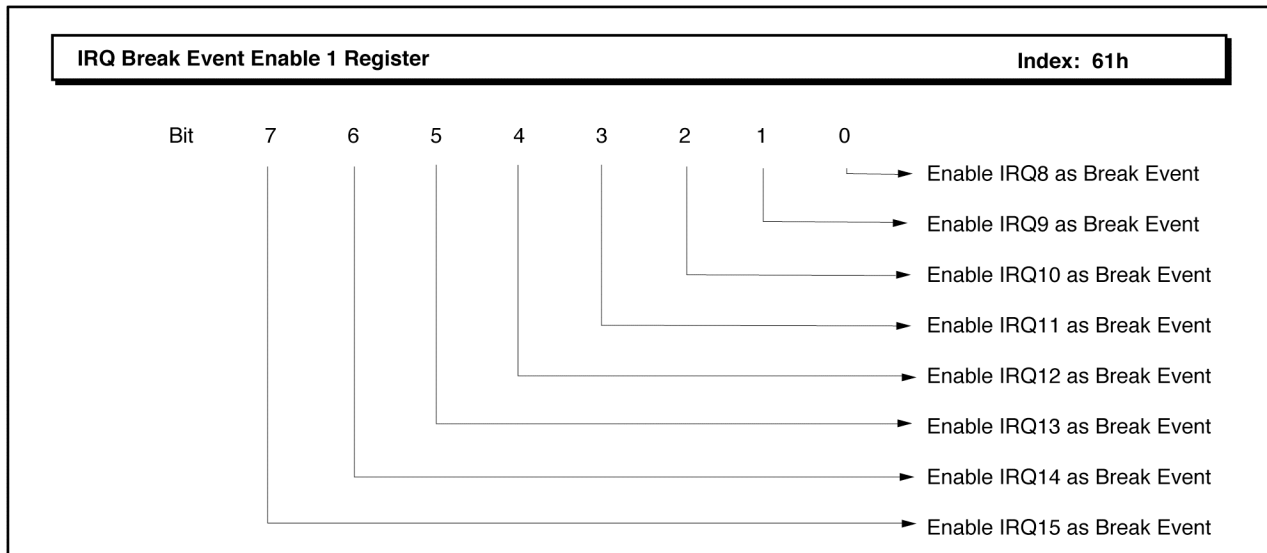 IRQ Break Event Enable 1 Register Index: 61h
Bit 7 6 5 4 3 2 1 0
Enable IRQ8 as Break Event
Enable IRQ9 as Break Event
Enable IRQ10 as Break Event
Enable IRQ11 as Break Event
Enable IRQ12 as Break Event
Enable IRQ13 as Break Event
Enable IRQ14 as Break Event
Enable IRQ15 as Break Event